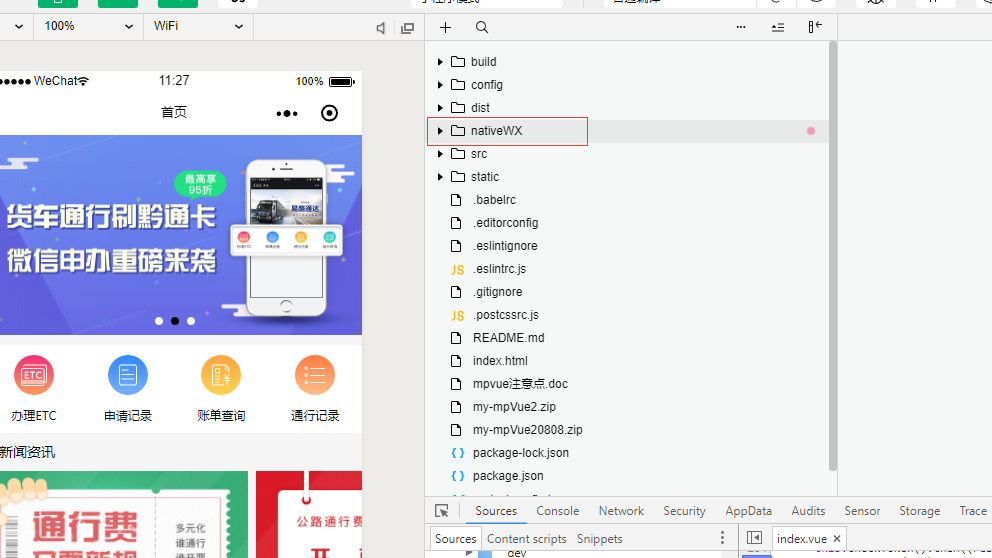 100%
WiFi
WeChat
11:27
100%
首页
最高享
95折
货车通行刷黔通卡
微信申办重磅来袭
易路通达
办理ETC
申请记录
账单查询
通行记录
新闻资讯
通行费
多元化
谁通行
公路通行费
build
config
dist
nativeWX
src
static
.babelrc
.editorconfig
.eslintignore
JS .eslintrc.js
.gitignore
JS .postcssrc.js
README.md
index.html
mpvue注意点.doc
my-mpVue2.zip
my-mpVue20808.zip
{ } package-lock.json
{ } package.json
Sources Console Network Security AppData Audits Sensor Storage Trace
Sources Content scripts Snippets
index.vue ×
dev